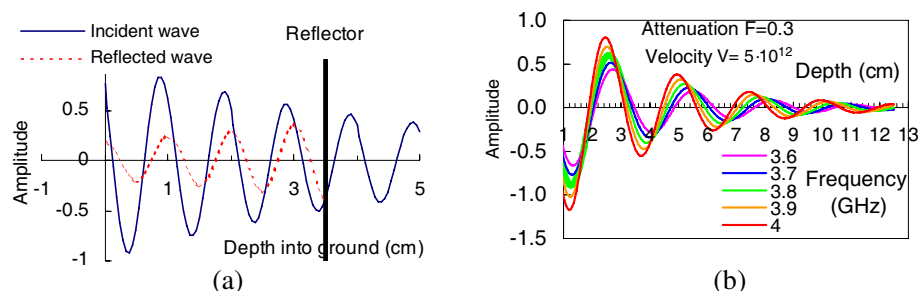 Incident wave
Reflected wave
Reflector
Amplitude
0.5
0
-0.5
-1
-1
1
3
5
Depth into ground (cm)
(a)
Attenuation F=0.3
Velocity V= 5·10¹²
Depth (cm)
Amplitude
1.0
0.5
0.0
-0.5
-1.0
-1.5
1 2 3 4 5 6 7 8 9 10 11 12 13
3.6
3.7
3.8
3.9
4
Frequency
(GHz)
(b)